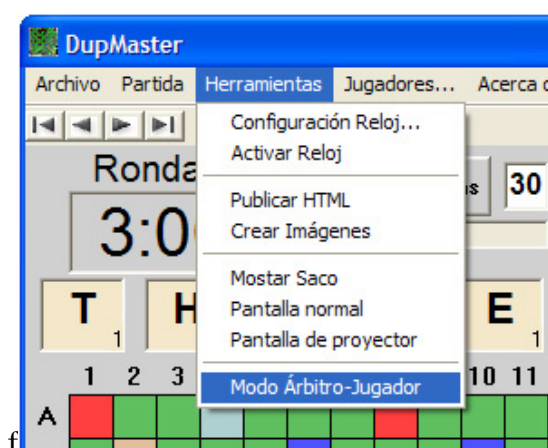 DupMaster
Archivo Partida Herramientas Jugadores... Acerca
Configuración Reloj...
Activar Reloj
Ronda
30
Publicar HTML
Crear Imágenes
3:0
Mostar Saco
Pantalla normal
Pantalla de proyector
T 1 H E 1
1 2 3 10 11
Modo Árbitro-Jugador
A
f